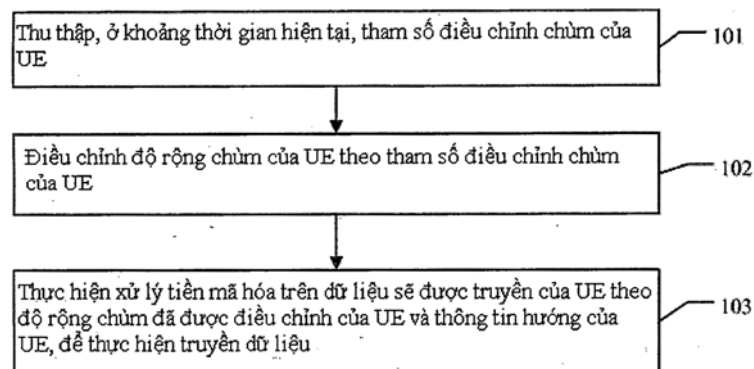 Thu thập, ở khoảng thời gian hiện tại, tham số điều chỉnh chùm của
UE
101
Điều chỉnh độ rộng chùm của UE theo tham số điều chỉnh chùm
của UE
102
Thực hiện xử lý tiền mã hóa trên dữ liệu sẽ được truyền của UE theo
độ rộng chùm đã được điều chỉnh của UE và thông tin hướng của
UE, để thực hiện truyền dữ liệu
103